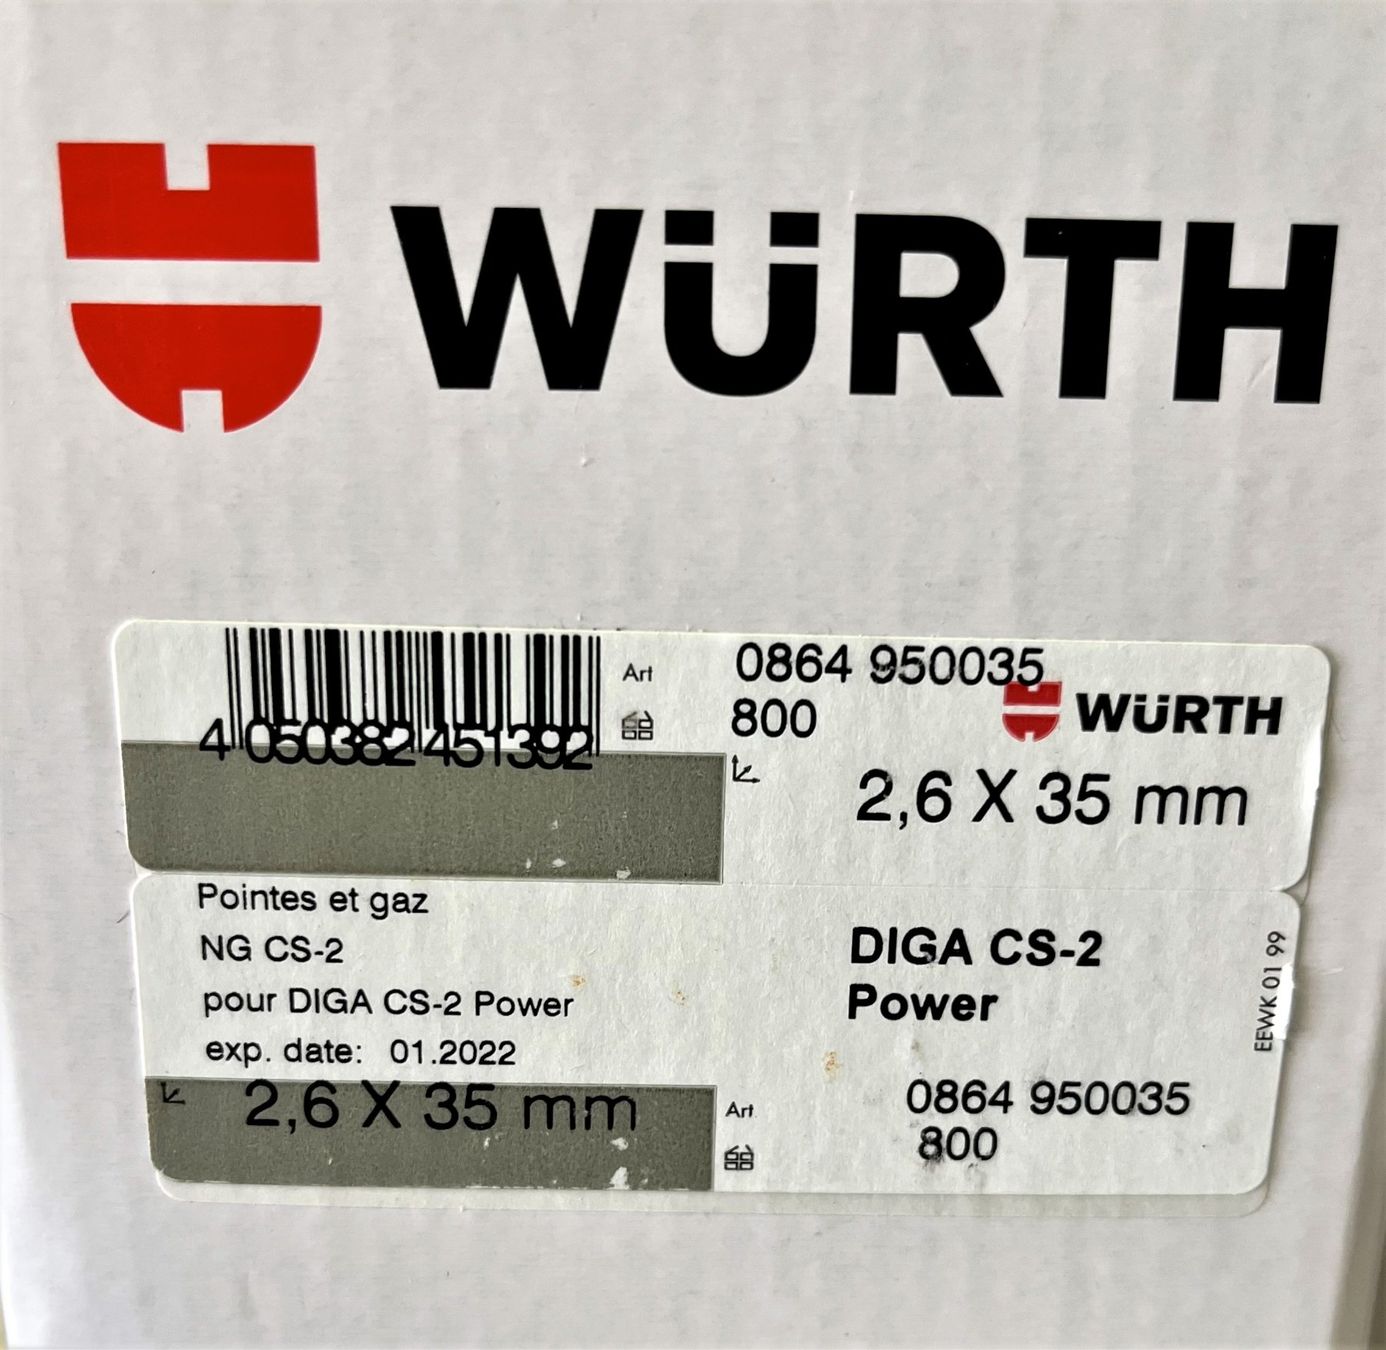 WÜRTH
Art 0864 950035
800
WÜRTH
4 050382 451392
2,6 X 35 mm
Pointes et gaz
NG CS-2
pour DIGA CS-2 Power
exp. date: 01.2022
2,6 X 35 mm
DIGA CS-2
Power
EEWK 01 99
Art 0864 950035
800